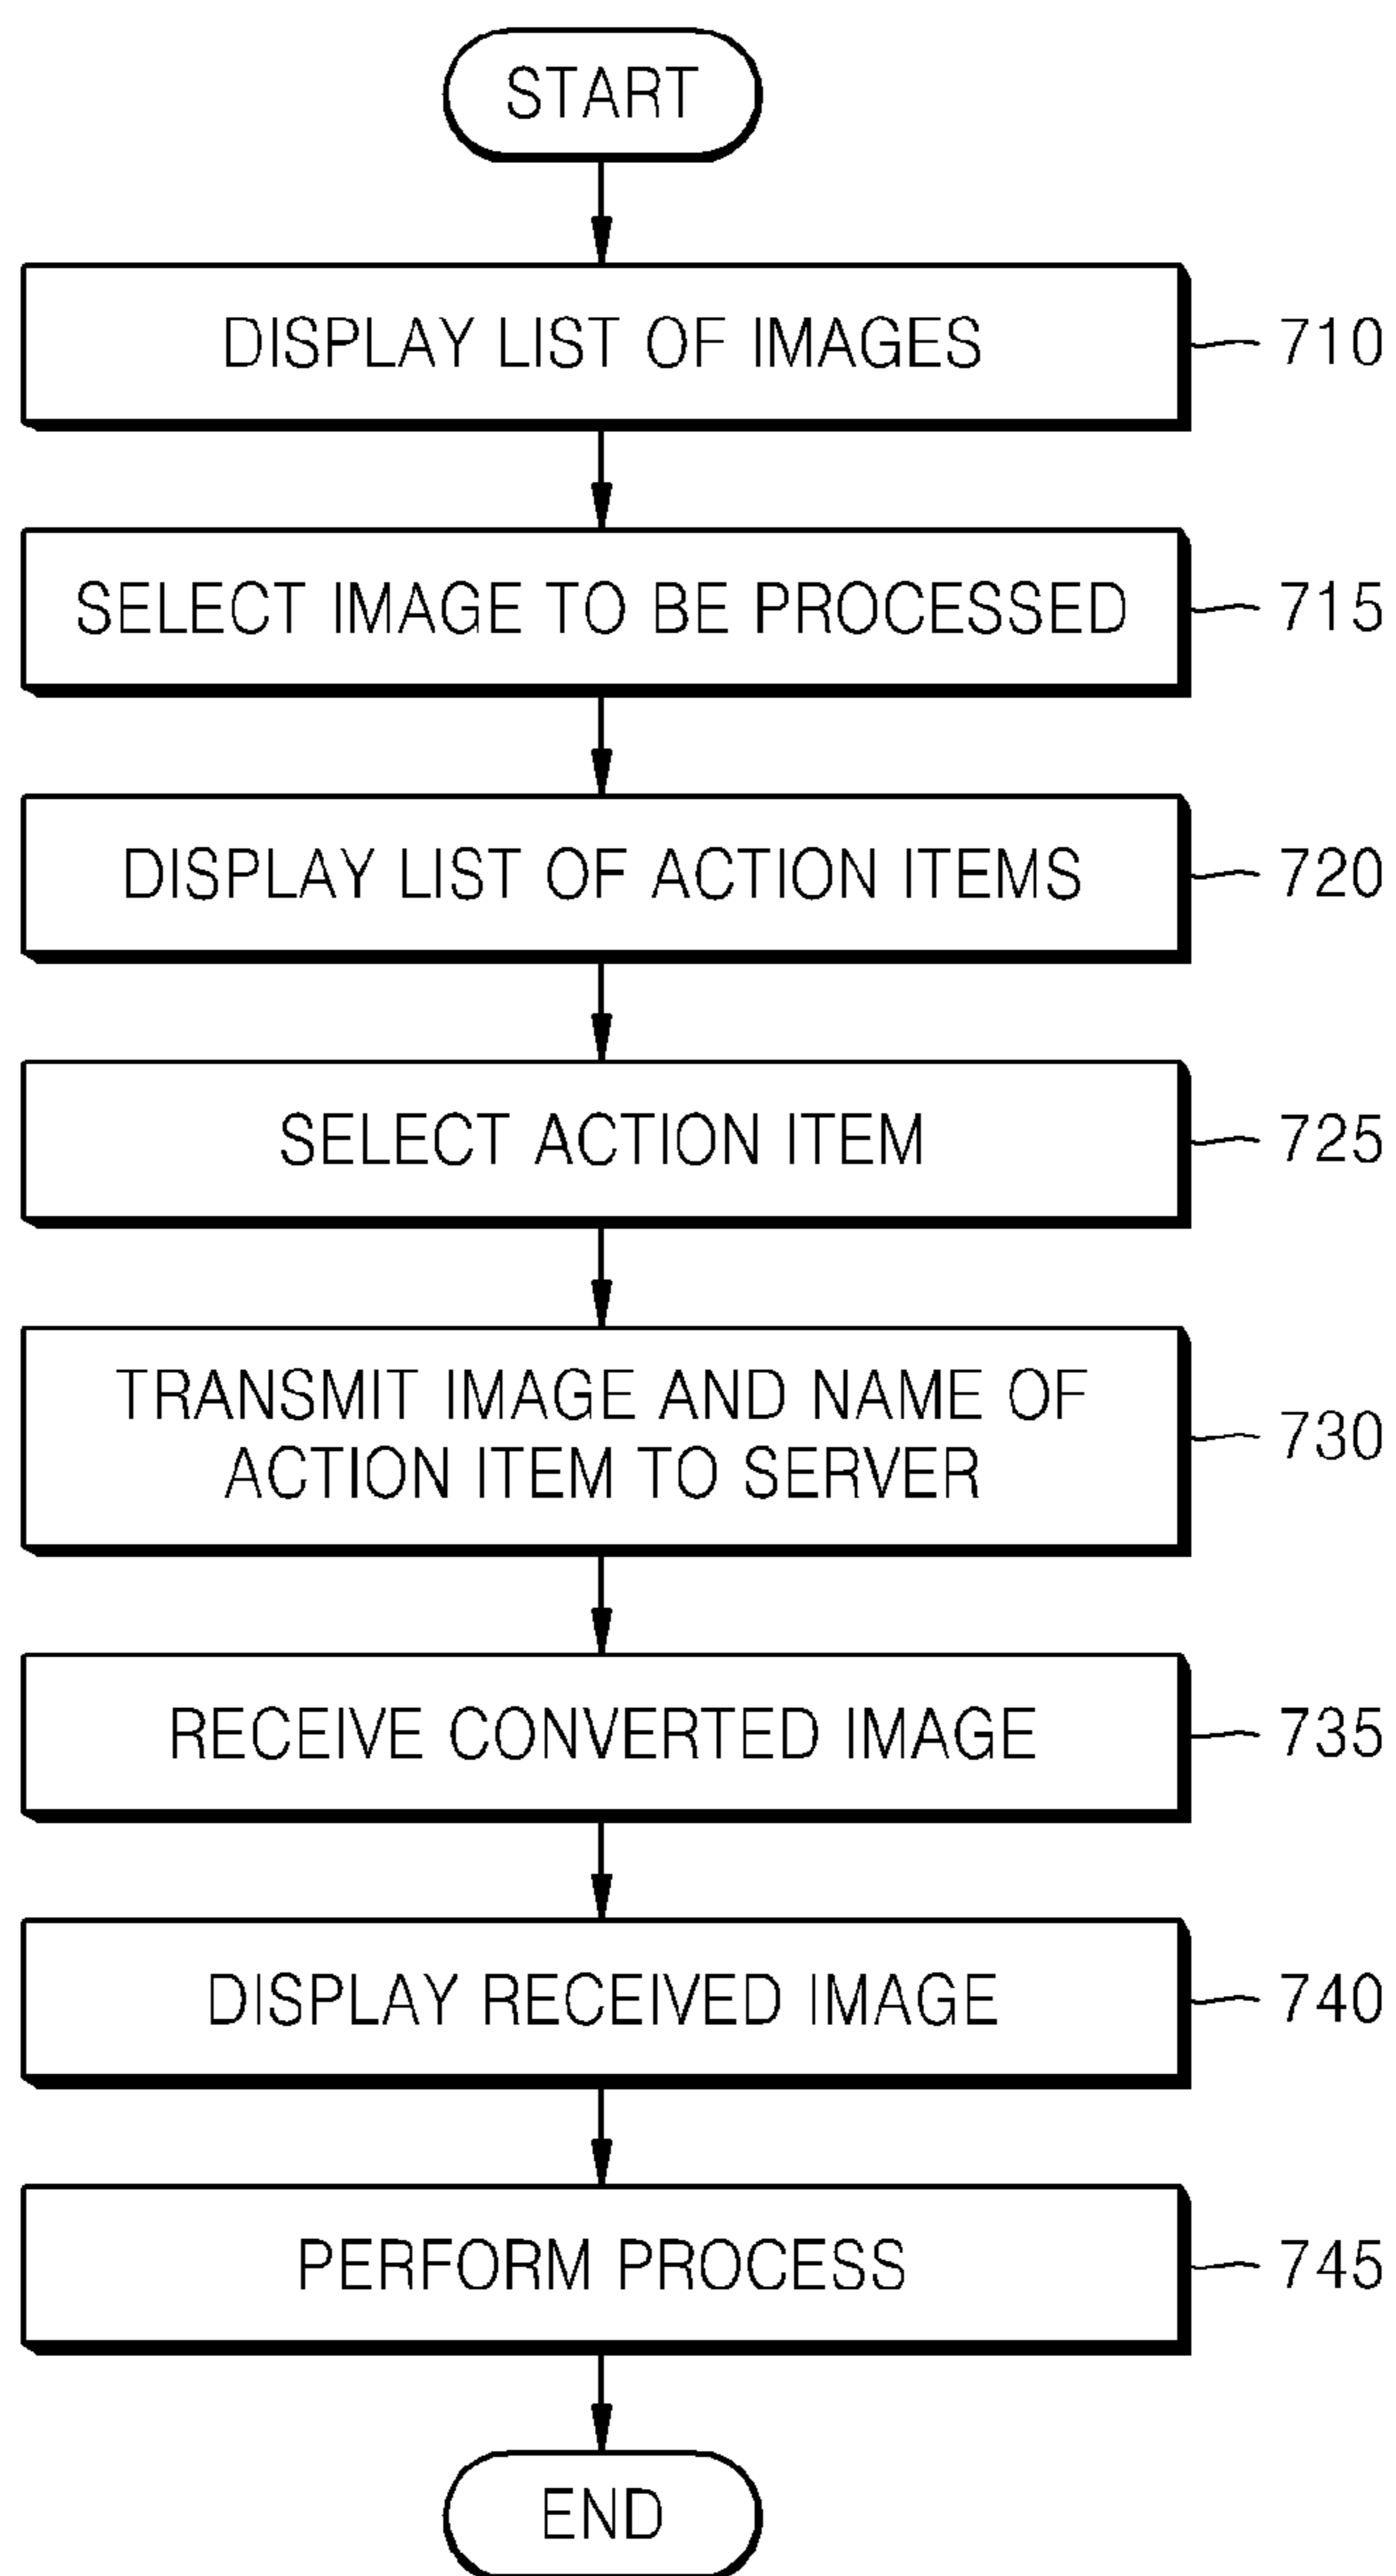 START
DISPLAY LIST OF IMAGES
710
SELECT IMAGE TO BE PROCESSED
715
DISPLAY LIST OF ACTION ITEMS
720
SELECT ACTION ITEM
725
TRANSMIT IMAGE AND NAME OF
ACTION ITEM TO SERVER
730
RECEIVE CONVERTED IMAGE
735
DISPLAY RECEIVED IMAGE
740
PERFORM PROCESS
745
END